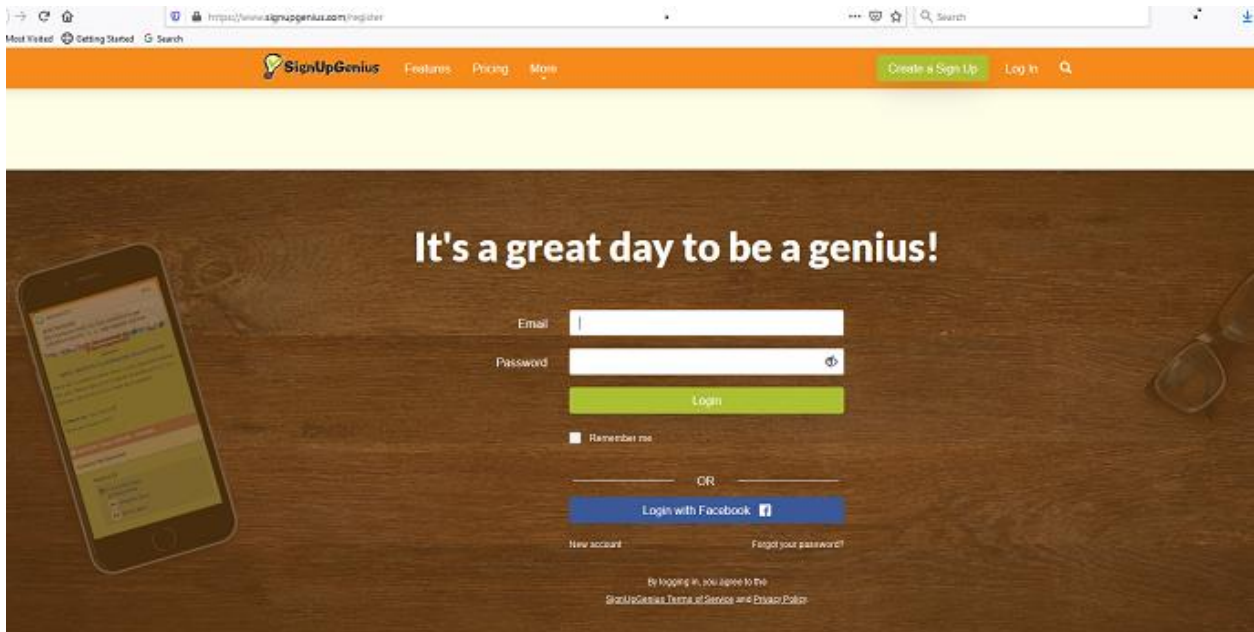 https://www.signupgenius.com/register
Search
Most Visited Getting Started G Search
SignUpGenius Features Pricing More Create a Sign Up Log In
It's a great day to be a genius!
Email
Password
Login
Remember me
OR
Login with Facebook
New account Forgot your password?
By logging in, you agree to the
SignUpGenius Terms of Service and Privacy Policy.